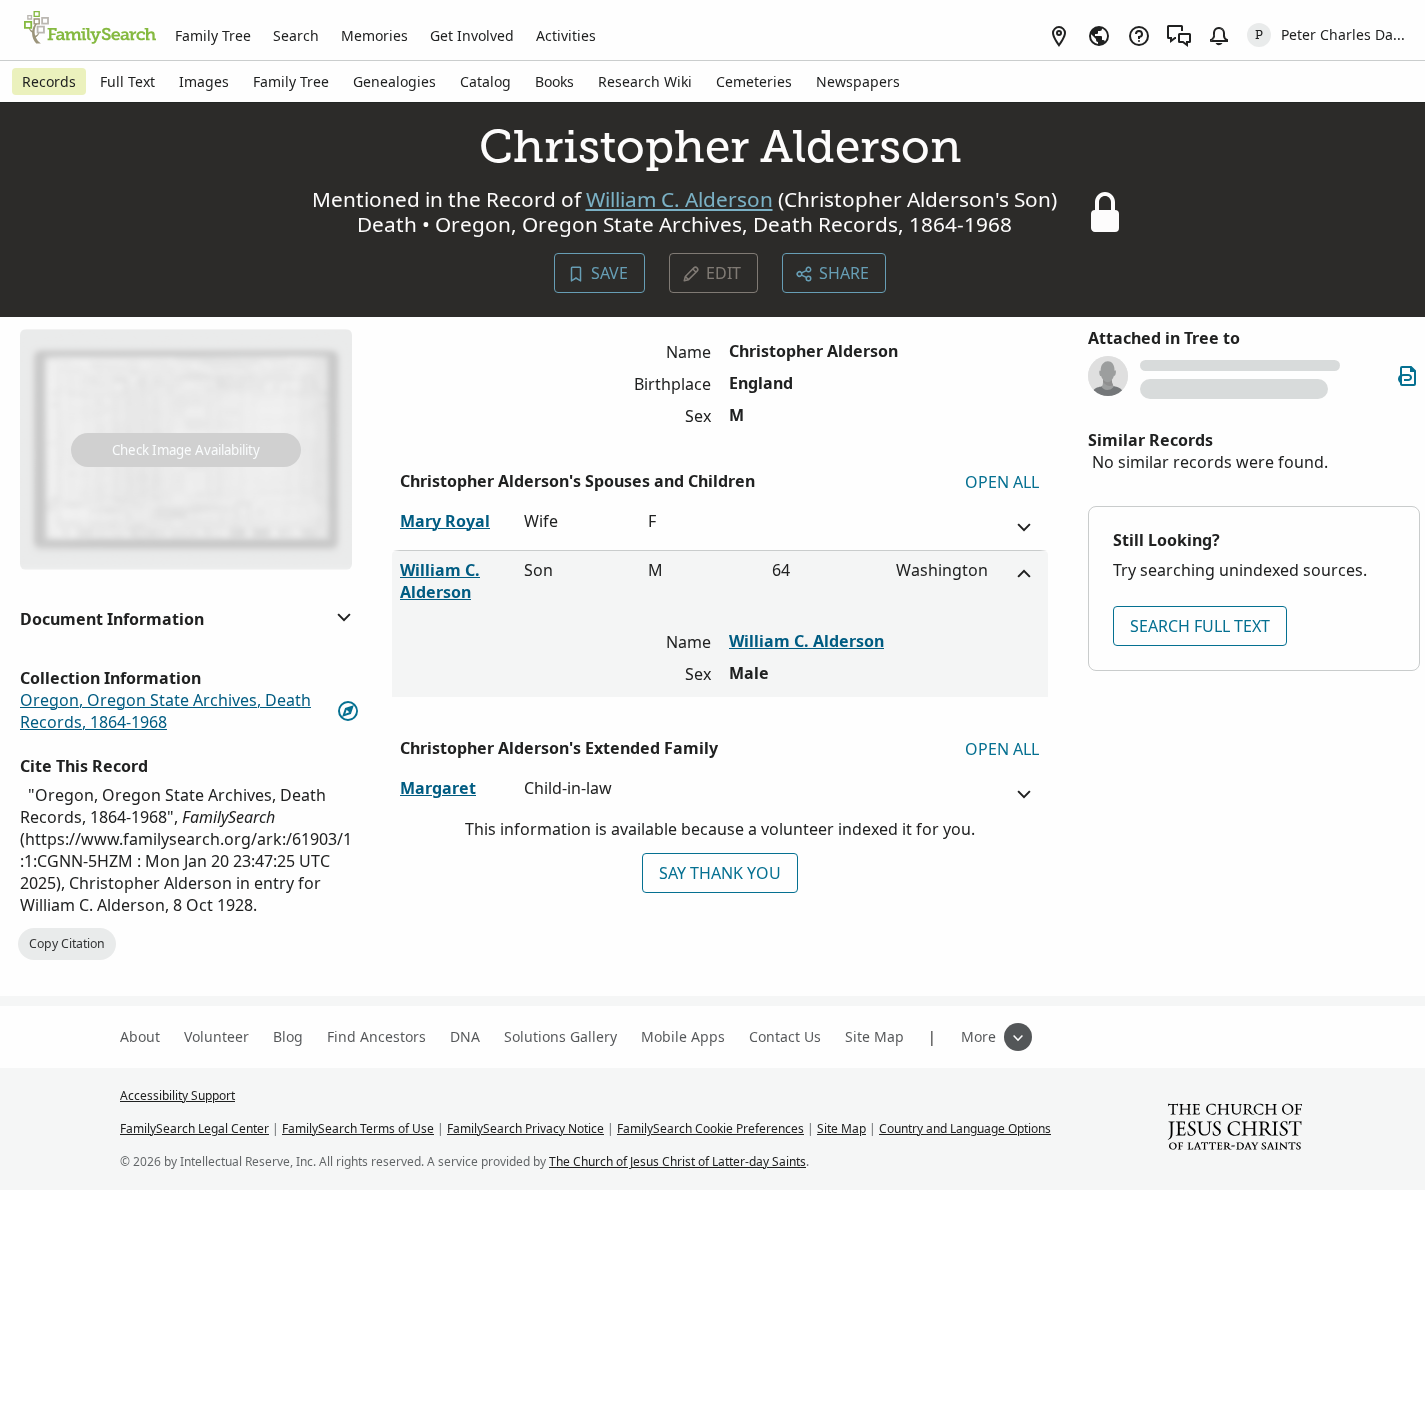 FamilySearch
Family Tree Search Memories Get Involved Activities
P Peter Charles Da...
Records Full Text Images Family Tree Genealogies Catalog Books Research Wiki Cemeteries Newspapers
Christopher Alderson
Mentioned in the Record of William C. Alderson (Christopher Alderson's Son)
Death • Oregon, Oregon State Archives, Death Records, 1864-1968
SAVE EDIT SHARE
Check Image Availability
Document Information
Collection Information
Oregon, Oregon State Archives, Death
Records, 1864-1968
Cite This Record
"Oregon, Oregon State Archives, Death
Records, 1864-1968", FamilySearch
(https://www.familysearch.org/ark:/61903/1
:1:CGNN-5HZM : Mon Jan 20 23:47:25 UTC
2025), Christopher Alderson in entry for
William C. Alderson, 8 Oct 1928.
Copy Citation
Name Christopher Alderson
Birthplace England
Sex M
Christopher Alderson's Spouses and Children OPEN ALL
Mary Royal Wife F
William C. Son M 64 Washington
Alderson
Name William C. Alderson
Sex Male
Christopher Alderson's Extended Family OPEN ALL
Margaret Child-in-law
This information is available because a volunteer indexed it for you.
SAY THANK YOU
Attached in Tree to
Similar Records
No similar records were found.
Still Looking?
Try searching unindexed sources.
SEARCH FULL TEXT
About Volunteer Blog Find Ancestors DNA Solutions Gallery Mobile Apps Contact Us Site Map | More
Accessibility Support
FamilySearch Legal Center | FamilySearch Terms of Use | FamilySearch Privacy Notice | FamilySearch Cookie Preferences | Site Map | Country and Language Options
© 2026 by Intellectual Reserve, Inc. All rights reserved. A service provided by The Church of Jesus Christ of Latter-day Saints.
THE CHURCH OF
JESUS CHRIST
OF LATTER-DAY SAINTS